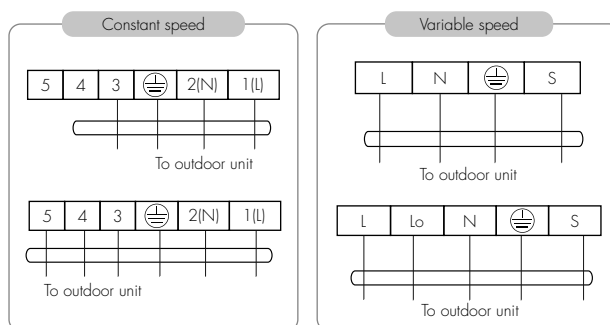 Constant speed
5 4 3 2(N) 1(L)
To outdoor unit
5 4 3 2(N) 1(L)
To outdoor unit
Variable speed
L N S
To outdoor unit
L Lo N S
To outdoor unit